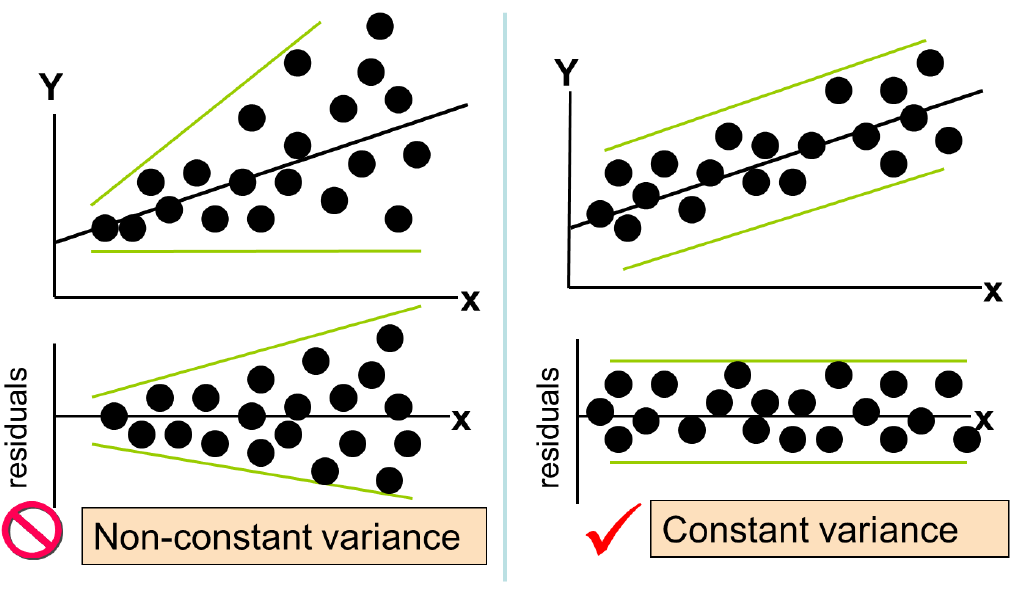 Y
x
residuals
x
Non-constant variance
Y
x
residuals
x
Constant variance